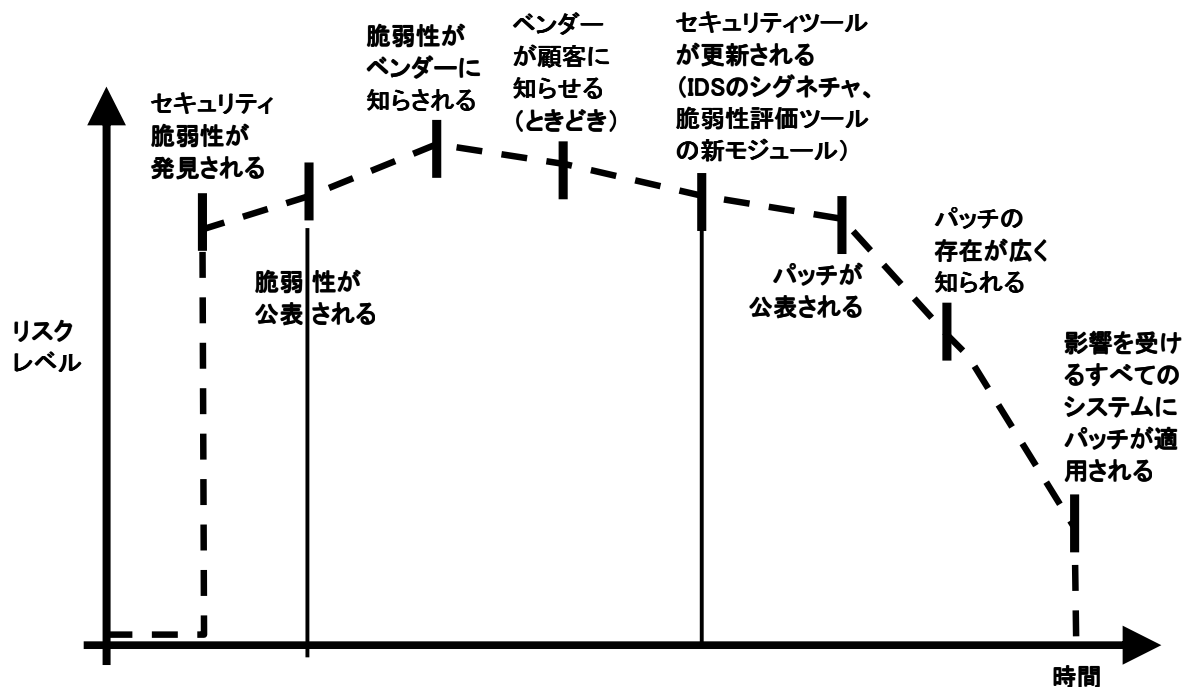 セキュリティ
脆弱性が
発見される
脆弱性が
公表される
脆弱性が
ベンダーに
知らされる
ベンダー
が顧客に
知らせる
（ときどき）
セキュリティツール
が更新される
（IDSのシグネチャ、
脆弱性評価ツール
の新モジュール）
パッチが
公表される
パッチの
存在が広く
知られる
影響を受け
るすべての
システムに
パッチが適
用される
リスク
レベル
時間